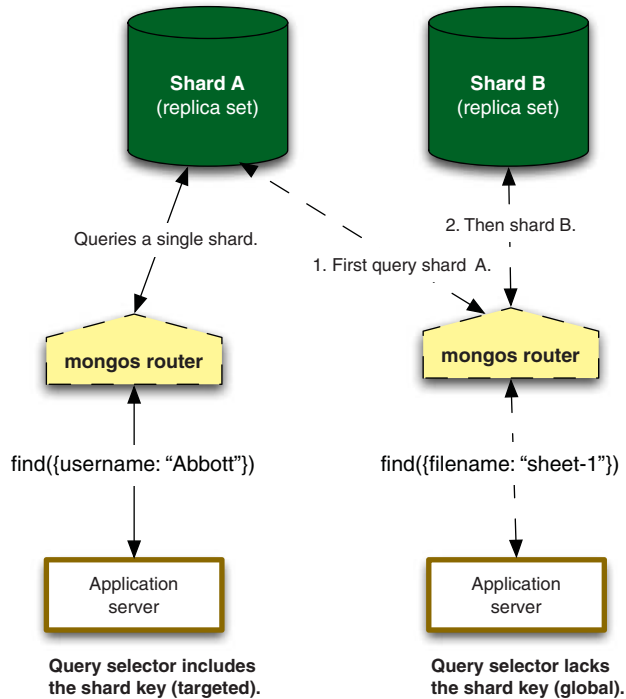 Shard A
(replica set)
Shard B
(replica set)
Queries a single shard.
2. Then shard B.
1. First query shard A.
mongos router
mongos router
find({username: “Abbott”})
find({filename: “sheet-1”})
Application
server
Application
server
Query selector includes
the shard key (targeted).
Query selector lacks
the shard key (global).